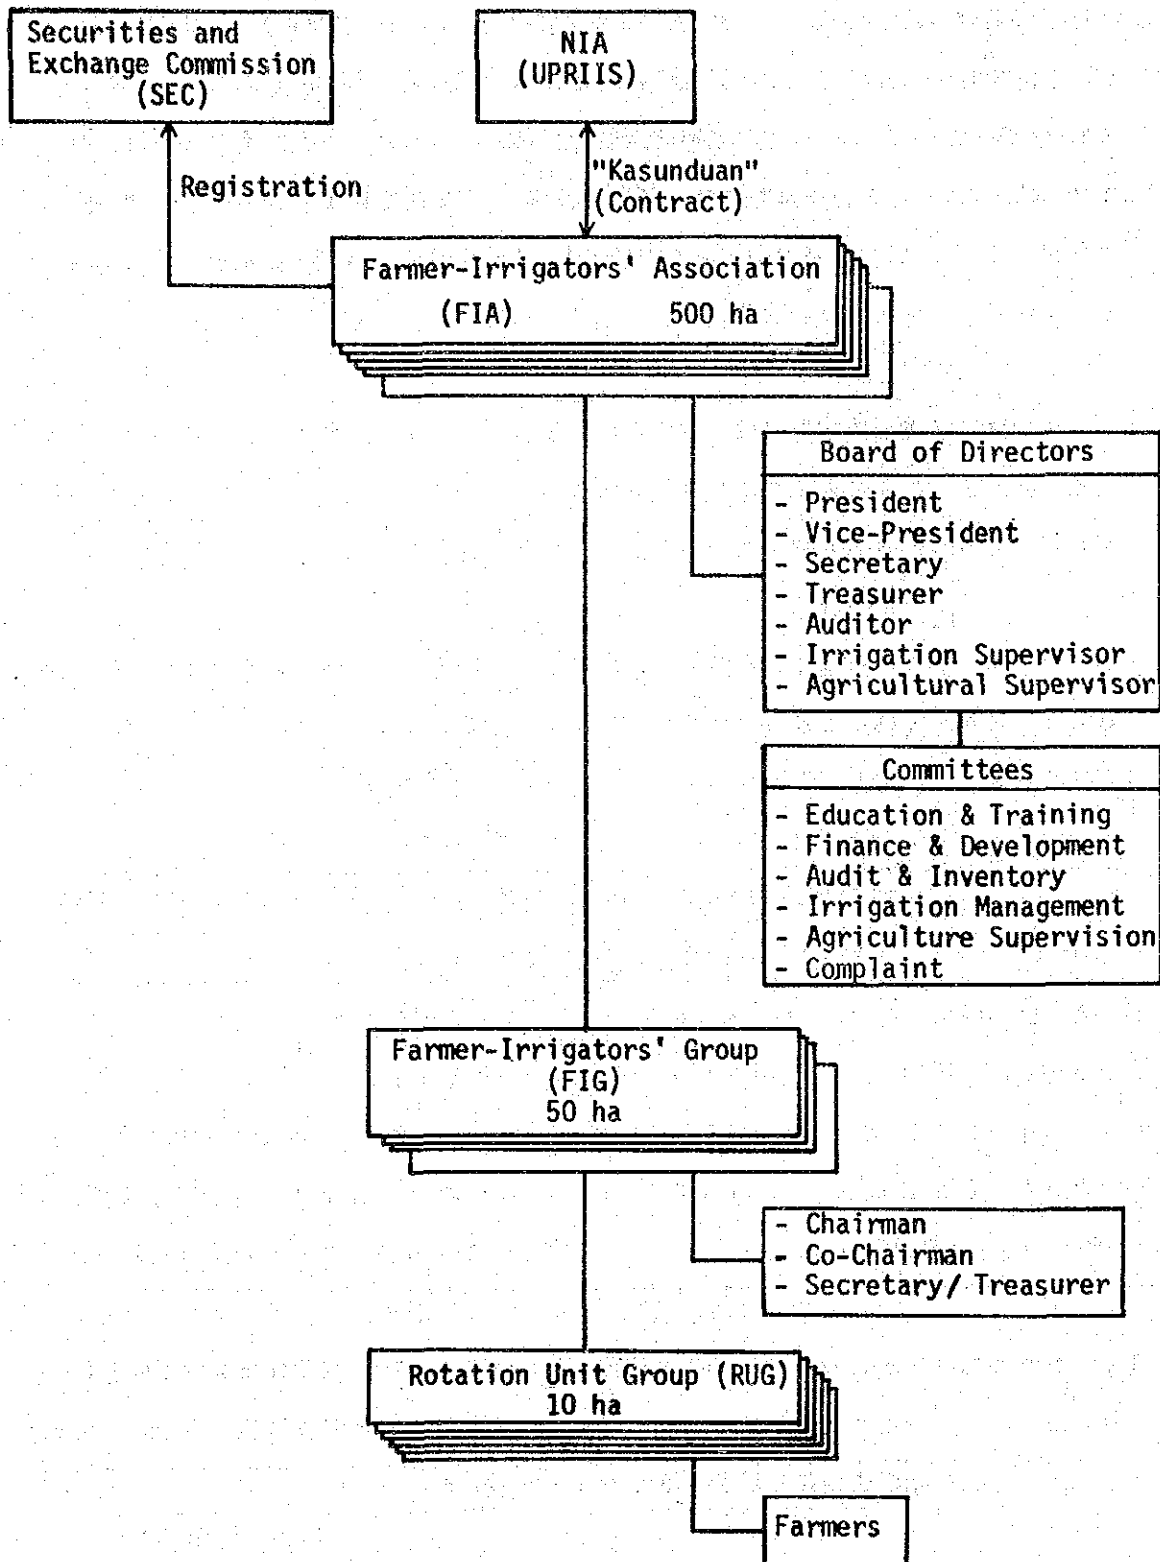 Securities and
Exchange Commission
(SEC)
NIA
(UPRIIS)
Registration
"Kasunduan"
(Contract)
Farmer-Irrigators' Association
(FIA) 500 ha
Board of Directors
- President
- Vice-President
- Secretary
- Treasurer
- Auditor
- Irrigation Supervisor
- Agricultural Supervisor
Committees
- Education & Training
- Finance & Development
- Audit & Inventory
- Irrigation Management
- Agriculture Supervision
- Complaint
Farmer-Irrigators' Group
(FIG)
50 ha
- Chairman
- Co-Chairman
- Secretary/ Treasurer
Rotation Unit Group (RUG)
10 ha
Farmers